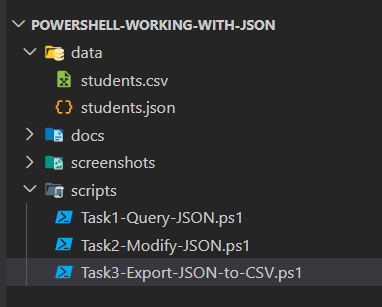 POWERSHELL-WORKING-WITH-JSON
data
students.csv
students.json
docs
screenshots
scripts
Task1-Query-JSON.ps1
Task2-Modify-JSON.ps1
Task3-Export-JSON-to-CSV.ps1